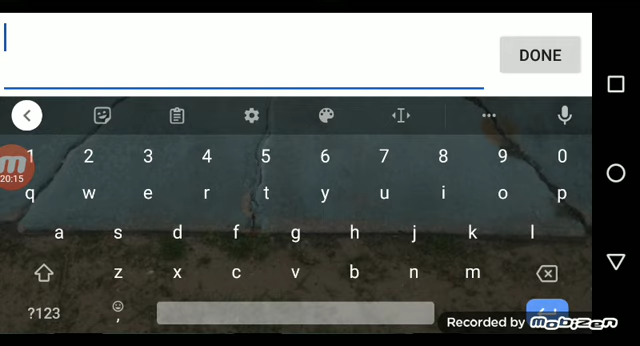 DONE
1 2 3 4 5 6 7 8 9 0
20:15
q w e r t y u i o p
a s d f g h j k l
z x c v b n m
?123 ,
Recorded by mobizen